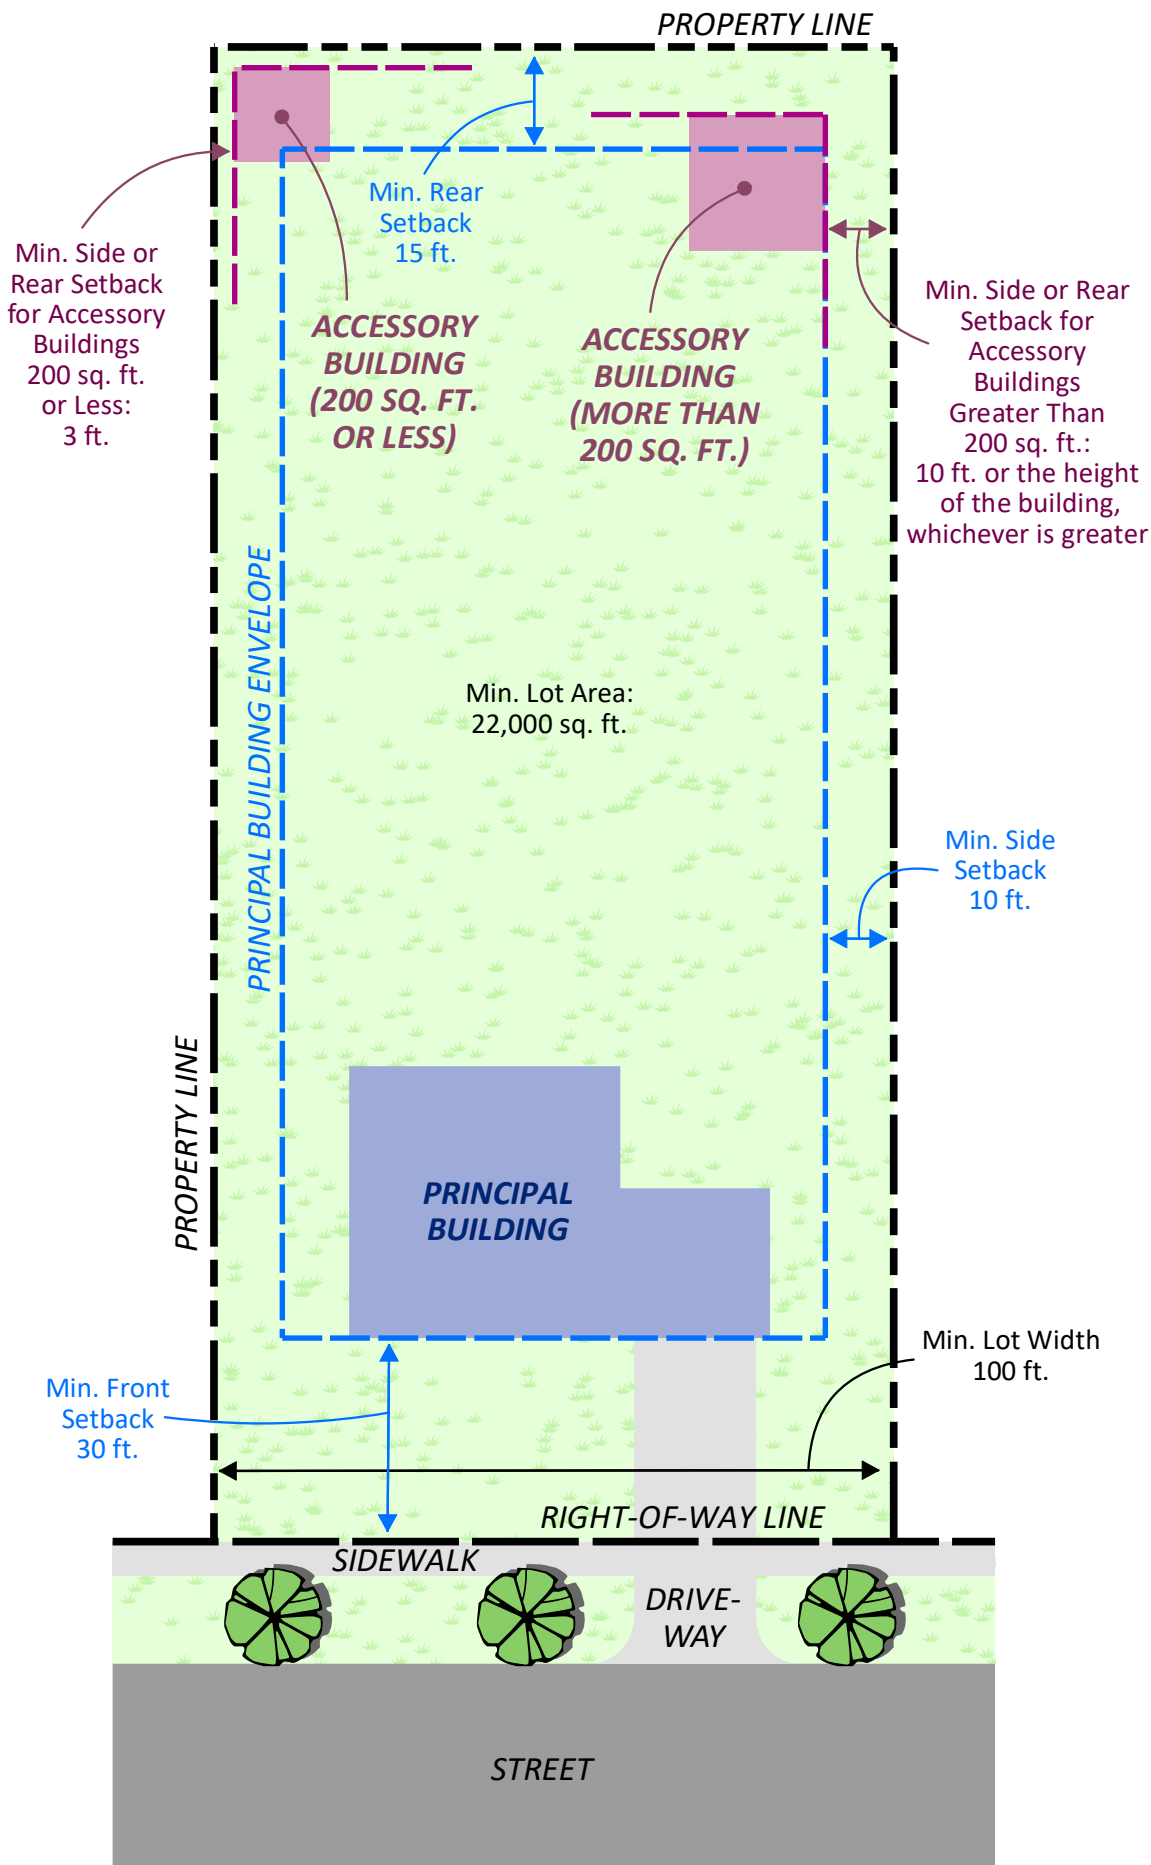 PROPERTY LINE
Min. Rear
Setback
15 ft.
Min. Side or
Rear Setback
for Accessory
Buildings
200 sq. ft.
or Less:
3 ft.
ACCESSORY
BUILDING
(200 SQ. FT.
OR LESS)
ACCESSORY
BUILDING
(MORE THAN
200 SQ. FT.)
Min. Side or Rear
Setback for
Accessory
Buildings
Greater Than
200 sq. ft.:
10 ft. or the height
of the building,
whichever is greater
PRINCIPAL BUILDING ENVELOPE
Min. Lot Area:
22,000 sq. ft.
Min. Side
Setback
10 ft.
PROPERTY LINE
PRINCIPAL
BUILDING
Min. Lot Width
100 ft.
Min. Front
Setback
30 ft.
RIGHT-OF-WAY LINE
SIDEWALK
DRIVE-
WAY
STREET